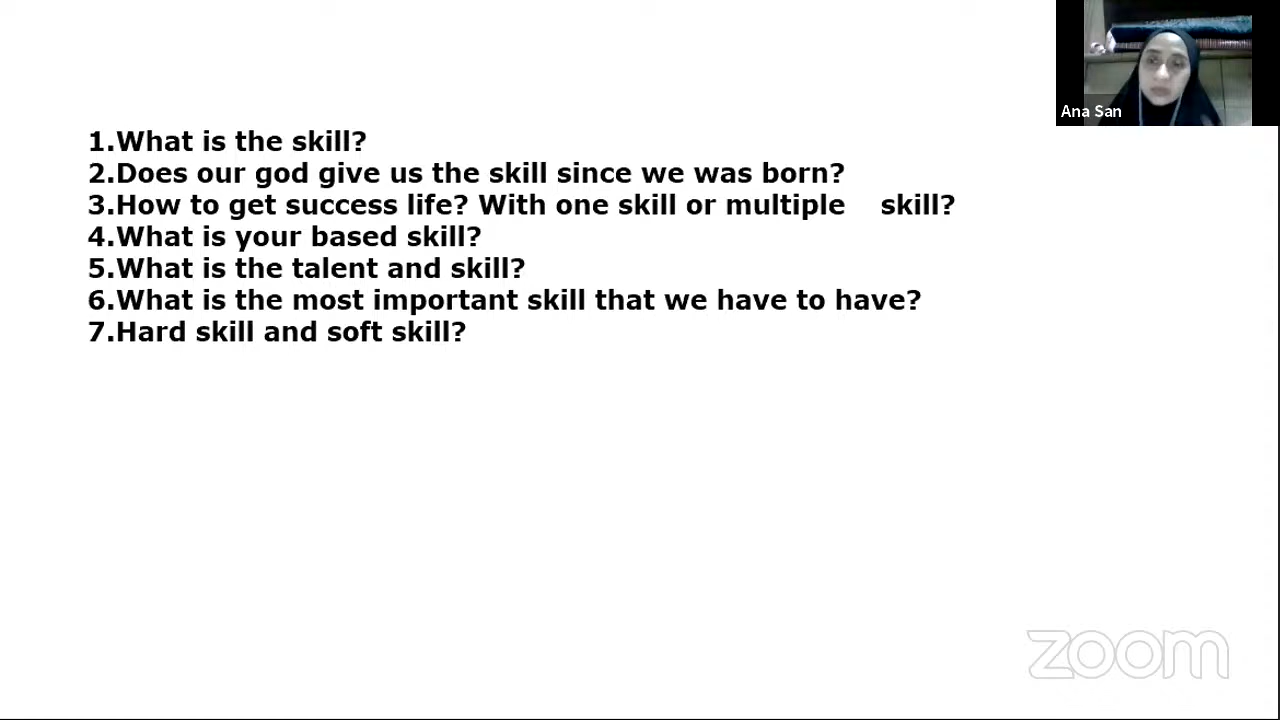 Ana San
1.What is the skill?
2.Does our god give us the skill since we was born?
3.How to get success life? With one skill or multiple    skill?
4.What is your based skill?
5.What is the talent and skill?
6.What is the most important skill that we have to have?
7.Hard skill and soft skill?
zoom